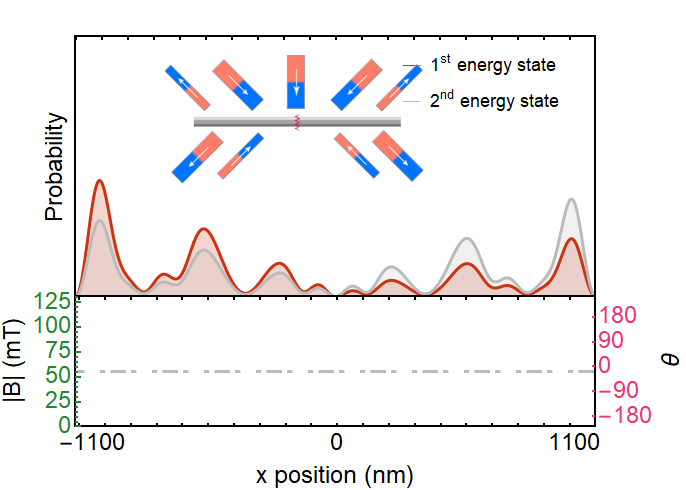 1st energy state
2nd energy state
Probability
125
100
75
50
25
0
|B| (mT)
180
90
0
−90
−180
θ
−1100
0
1100
x position (nm)